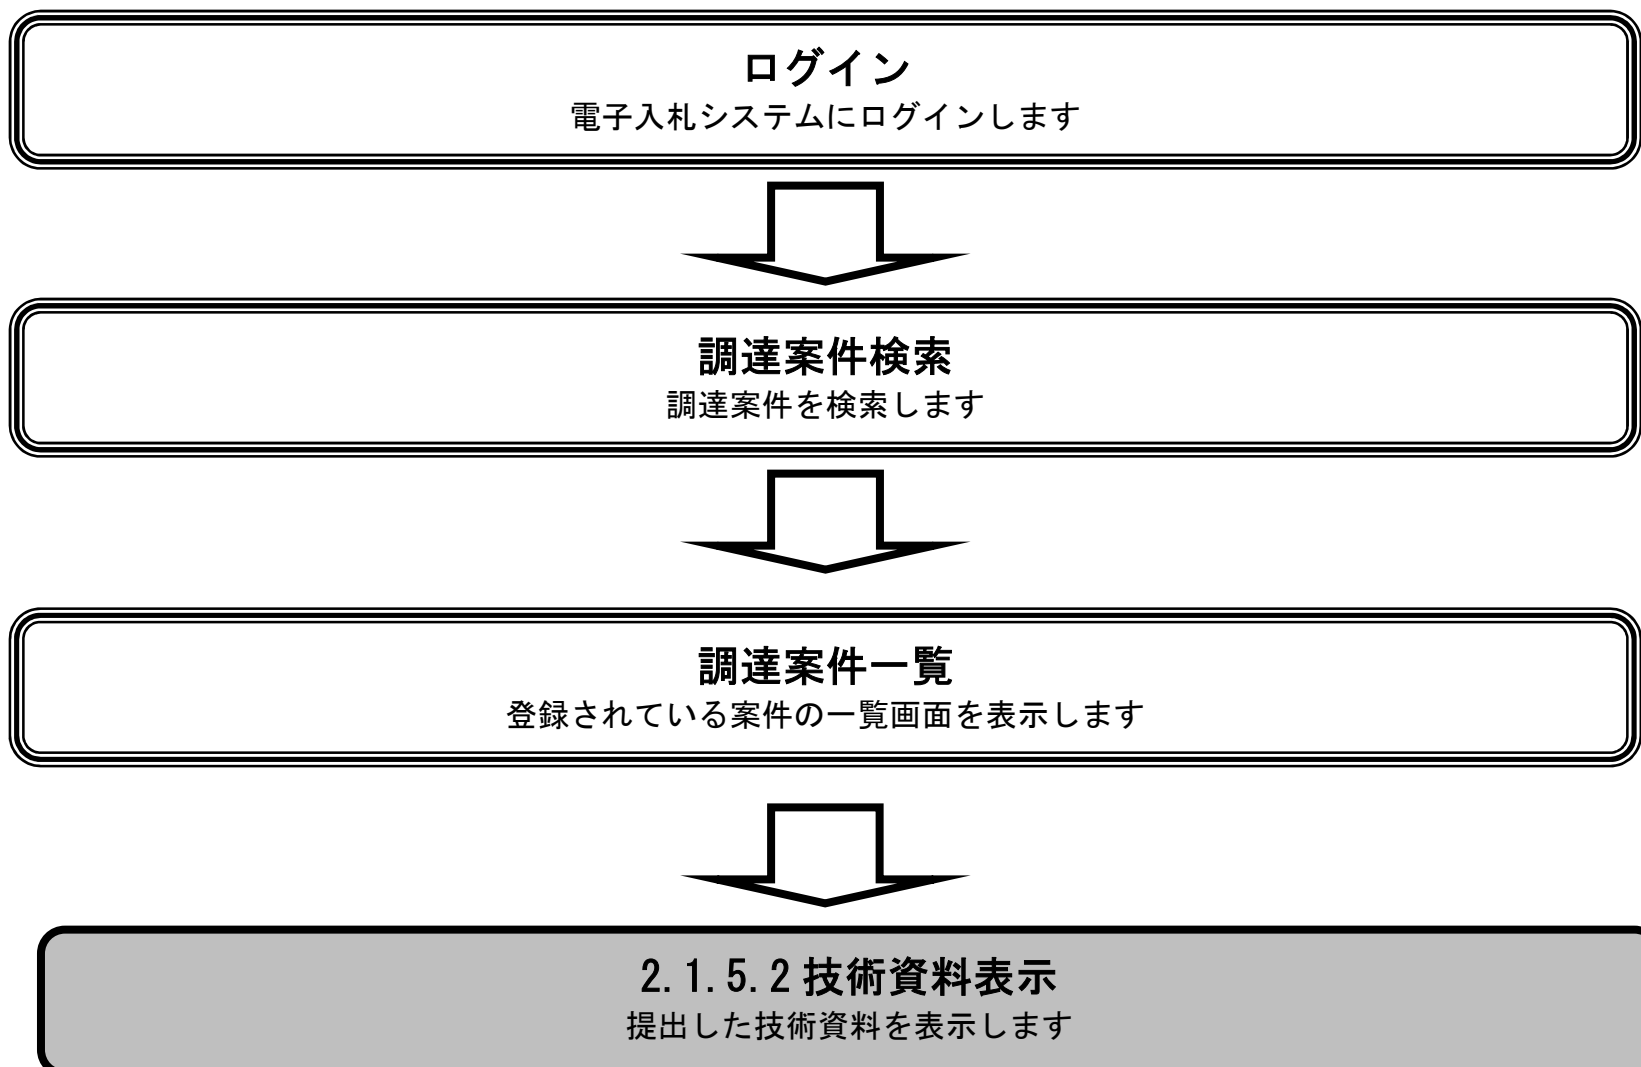 ログイン
電子入札システムにログインします
調達案件検索
調達案件を検索します
調達案件一覧
登録されている案件の一覧画面を表示します
2.1.5.2技術資料表示
提出した技術資料を表示します